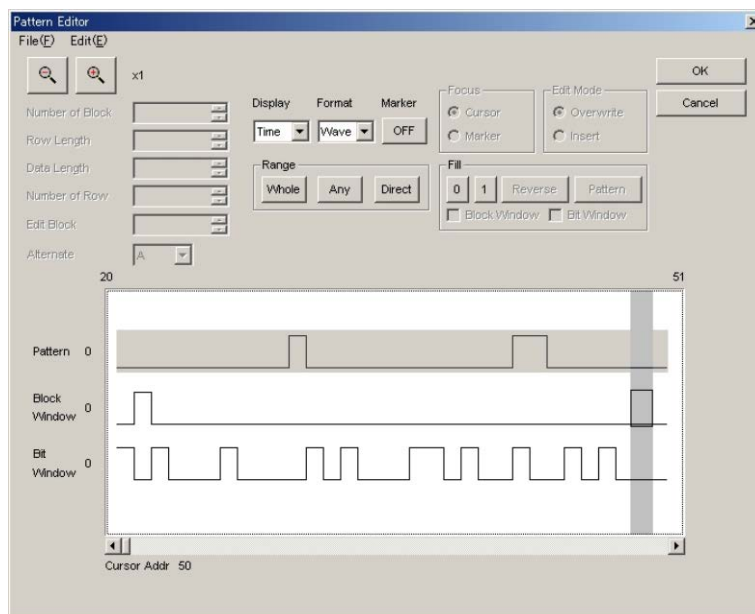 Pattern Editor
File(F) Edit(E)
x1
OK
Cancel
Number of Block
Row Length
Data Length
Number of Row
Edit Block
Alternate
A
Display Format Marker
Time Wave OFF
Focus
Cursor
Marker
Edit Mode
Overwrite
Insert
Range
Whole Any Direct
Fill
0 1 Reverse Pattern
Block Window Bit Window
20 51
Pattern 0
Block
Window 0
Bit
Window 0
Cursor Addr 50